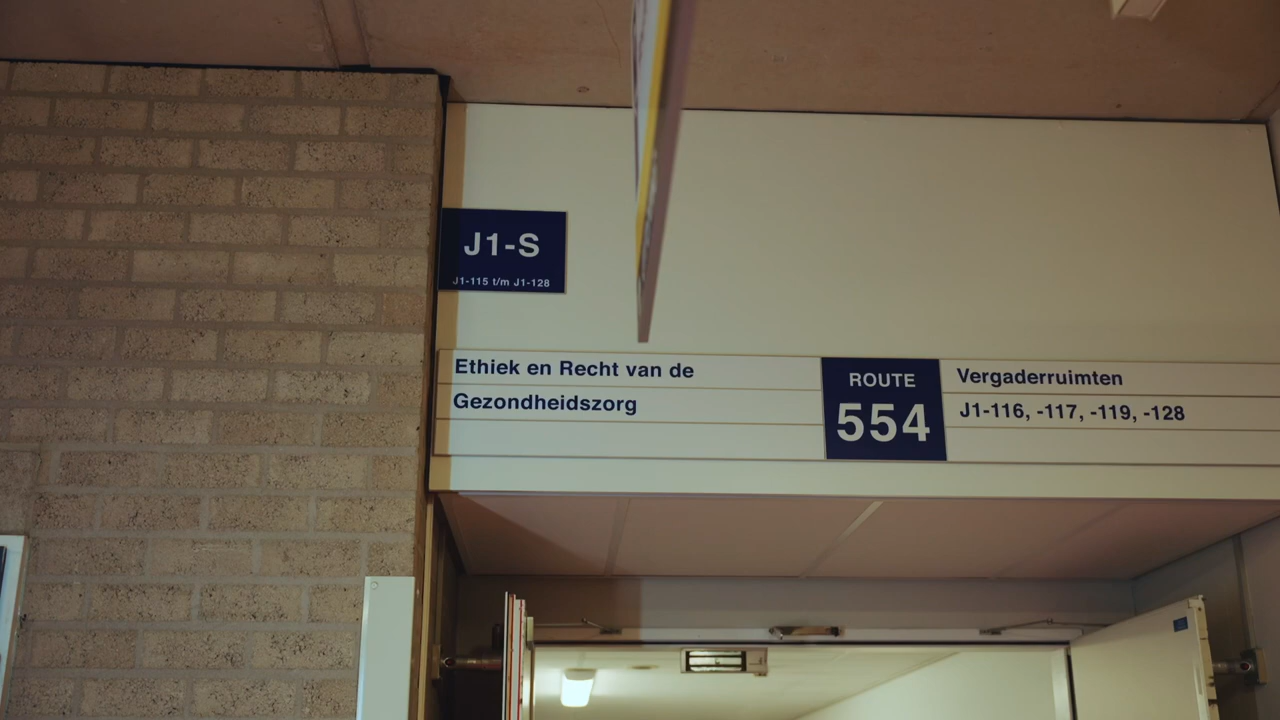 J1-S
J1-115 t/m J1-128
Ethiek en Recht van de
Gezondheidszorg
ROUTE
554
Vergaderruimten
J1-116, -117, -119, -128